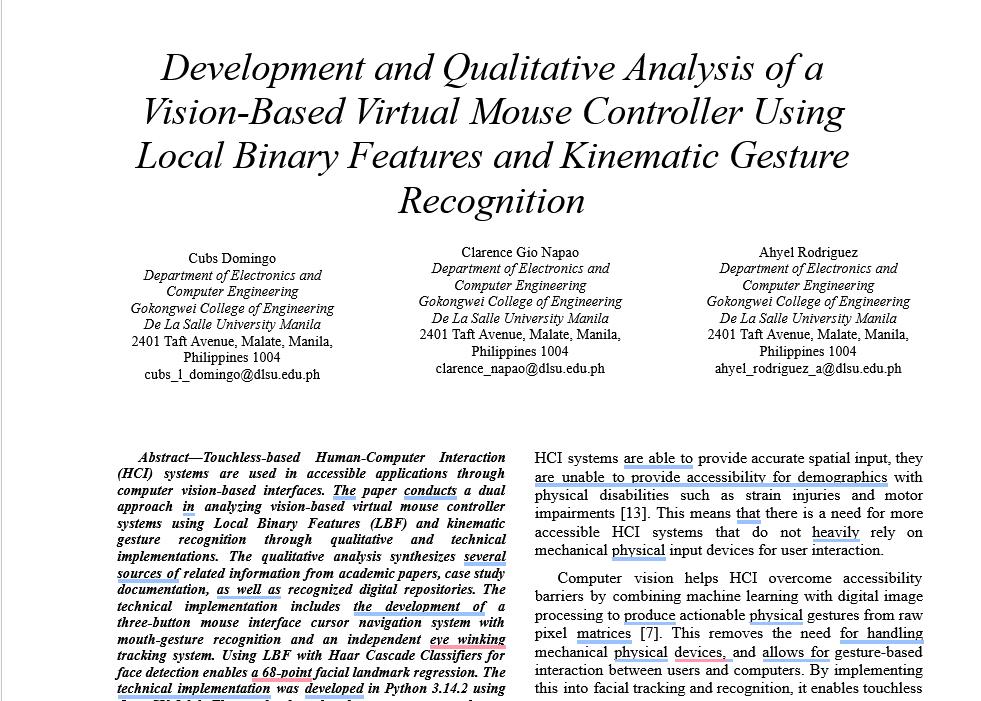 Development and Qualitative Analysis of a
Vision-Based Virtual Mouse Controller Using
Local Binary Features and Kinematic Gesture
Recognition
Cubs Domingo
Department of Electronics and
Computer Engineering
Gokongwei College of Engineering
De La Salle University Manila
2401 Taft Avenue, Malate, Manila,
Philippines 1004
cubs_l_domingo@dlsu.edu.ph
Clarence Gio Napao
Department of Electronics and
Computer Engineering
Gokongwei College of Engineering
De La Salle University Manila
2401 Taft Avenue, Malate, Manila,
Philippines 1004
clarence_napao@dlsu.edu.ph
Ahyel Rodriguez
Department of Electronics and
Computer Engineering
Gokongwei College of Engineering
De La Salle University Manila
2401 Taft Avenue, Malate, Manila,
Philippines 1004
ahyel_rodriguez_a@dlsu.edu.ph
Abstract—Touchless-based Human-Computer Interaction
(HCI) systems are used in accessible applications through
computer vision-based interfaces. The paper conducts a dual
approach in analyzing vision-based virtual mouse controller
systems using Local Binary Features (LBF) and kinematic
gesture recognition through qualitative and technical
implementations. The qualitative analysis synthesizes several
sources of related information from academic papers, case study
documentation, as well as recognized digital repositories. The
technical implementation includes the development of a
three-button mouse interface cursor navigation system with
mouth-gesture recognition and an independent eye winking
tracking system. Using LBF with Haar Cascade Classifiers for
face detection enables a 68-point facial landmark regression. The
technical implementation was developed in Python 3.14.2 using
HCI systems are able to provide accurate spatial input, they
are unable to provide accessibility for demographics with
physical disabilities such as strain injuries and motor
impairments [13]. This means that there is a need for more
accessible HCI systems that do not heavily rely on
mechanical physical input devices for user interaction.
Computer vision helps HCI overcome accessibility
barriers by combining machine learning with digital image
processing to produce actionable physical gestures from raw
pixel matrices [7]. This removes the need for handling
mechanical physical devices, and allows for gesture-based
interaction between users and computers. By implementing
this into facial tracking and recognition, it enables touchless